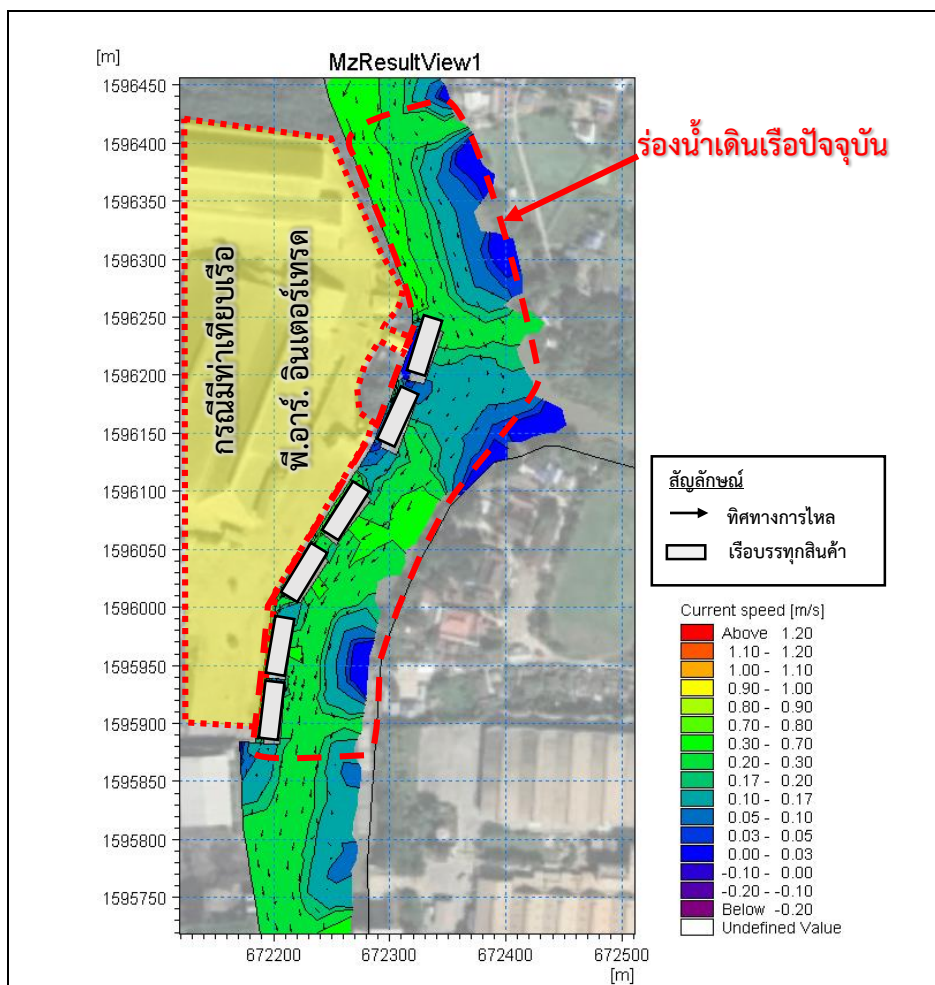 [m]
MzResultView1
1596450
1596400
1596350
1596300
1596250
1596200
1596150
1596100
1596050
1596000
1595950
1595900
1595850
1595800
1595750
672200
672300
672400
672500
[m]
ร่องน้ำเดินเรือปัจจุบัน
กรณีมีท่าเทียบเรือ
พี.อาร์. อินเตอร์เทรด
สัญลักษณ์
ทิศทางการไหล
เรือบรรทุกสินค้า
Current speed [m/s]
Above 1.20
1.10 - 1.20
1.00 - 1.10
0.90 - 1.00
0.80 - 0.90
0.70 - 0.80
0.30 - 0.70
0.20 - 0.30
0.17 - 0.20
0.10 - 0.17
0.05 - 0.10
0.03 - 0.05
0.00 - 0.03
-0.10 - 0.00
-0.20 - -0.10
Below -0.20
Undefined Value